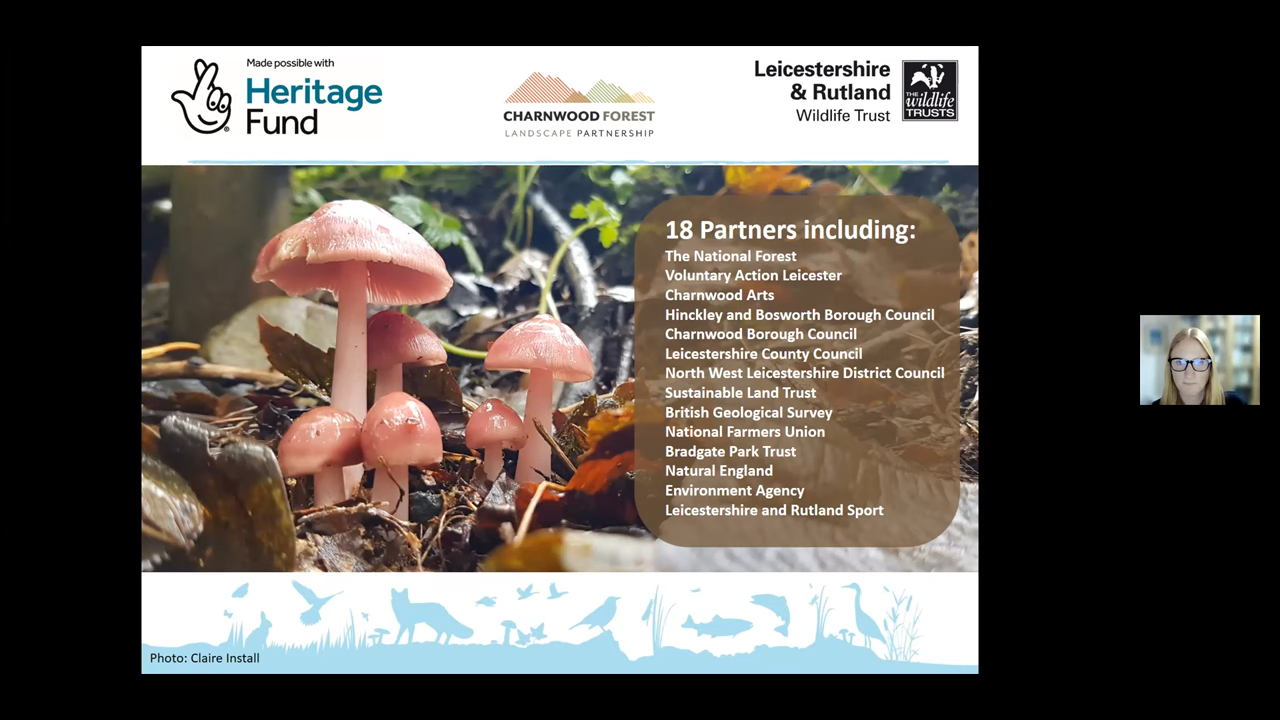 Made possible with
Heritage
Fund
CHARNWOOD FOREST
LANDSCAPE PARTNERSHIP
Leicestershire
& Rutland
Wildlife Trust
THE
wildlife
TRUSTS
18 Partners including:
The National Forest
Voluntary Action Leicester
Charnwood Arts
Hinckley and Bosworth Borough Council
Charnwood Borough Council
Leicestershire County Council
North West Leicestershire District Council
Sustainable Land Trust
British Geological Survey
National Farmers Union
Bradgate Park Trust
Natural England
Environment Agency
Leicestershire and Rutland Sport
Photo: Claire Install